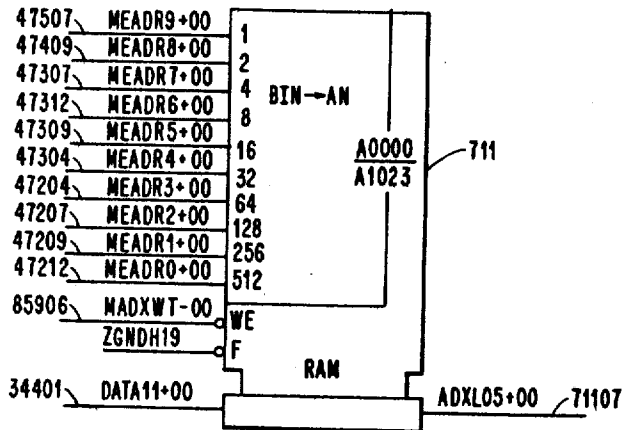 47507 MEADR9+00 1
47409 MEADR8+00 2
47307 MEADR7+00 4
47312 MEADR6+00 8
BIN→AN
47309 MEADR5+00 16
47304 MEADR4+00 32
A0000
A1023
711
47204 MEADR3+00 64
47207 MEADR2+00 128
47209 MEADR1+00 256
47212 MEADR0+00 512
85906 MADXWT-00 WE
ZGNDH19 F
RAM
34401 DATA11+00
ADXL05+00 71107